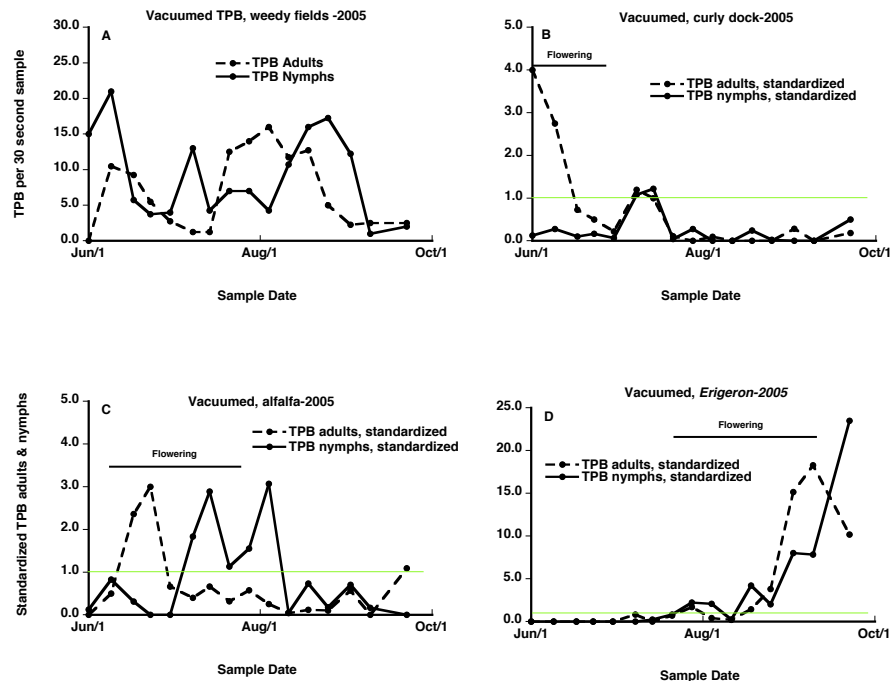 Vacuumed TPB, weedy fields -2005
A
TPB Adults
TPB Nymphs
30.0
25.0
20.0
15.0
10.0
5.0
0.0
TPB per 30 second sample
Jun/1
Aug/1
Oct/1
Sample Date
Vacuumed, curly dock-2005
B
Flowering
TPB adults, standardized
TPB nymphs, standardized
5.0
4.0
3.0
2.0
1.0
0.0
Jun/1
Aug/1
Oct/1
Sample Date
Vacuumed, alfalfa-2005
C
Flowering
TPB adults, standardized
TPB nymphs, standardized
5.0
4.0
3.0
2.0
1.0
0.0
Standardized TPB adults & nymphs
Jun/1
Aug/1
Oct/1
Sample Date
Vacuumed, Erigeron-2005
D
Flowering
TPB adults, standardized
TPB nymphs, standardized
25.0
20.0
15.0
10.0
5.0
0.0
Jun/1
Aug/1
Oct/1
Sample Date